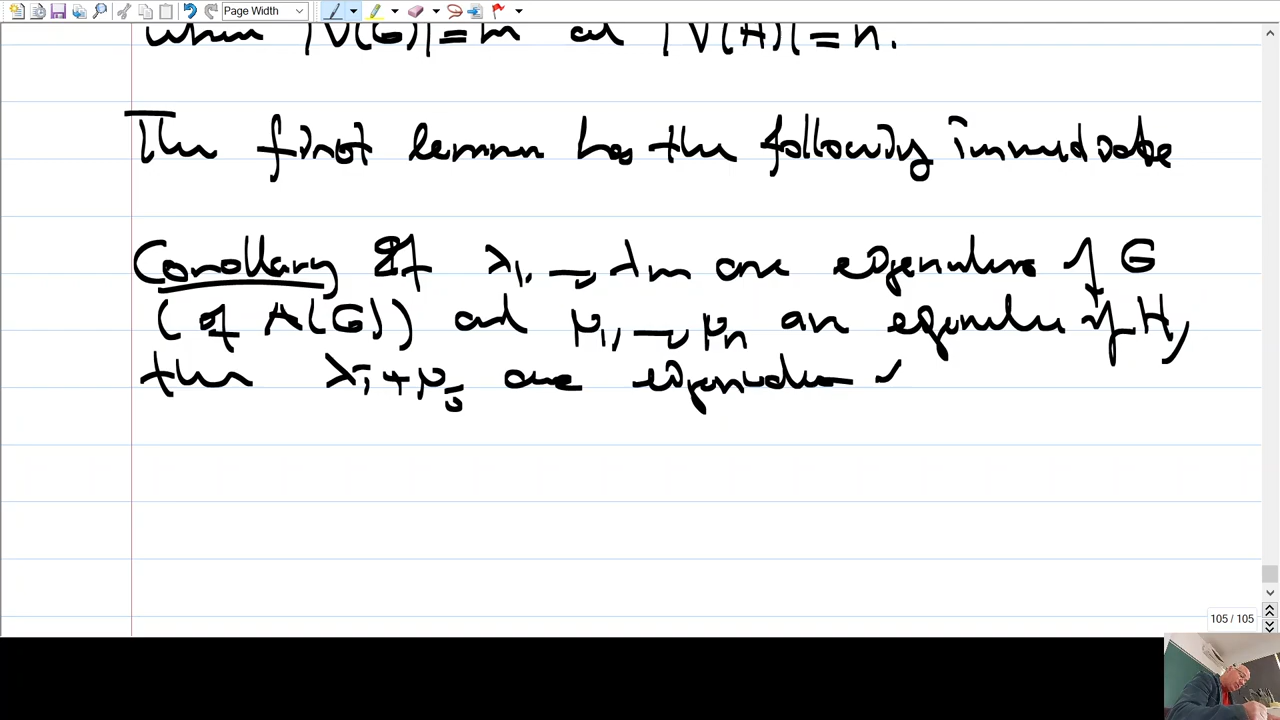 Page Width
when |V(G)| = m and |V(H)| = n.
The first lemma has the following immediate
Corollary If λ₁, → λm are eigenvalues of G
(of A(G)) and μ₁, → μn are eigenvalues of H,
then λi + μj are eigenvalues
105 / 105